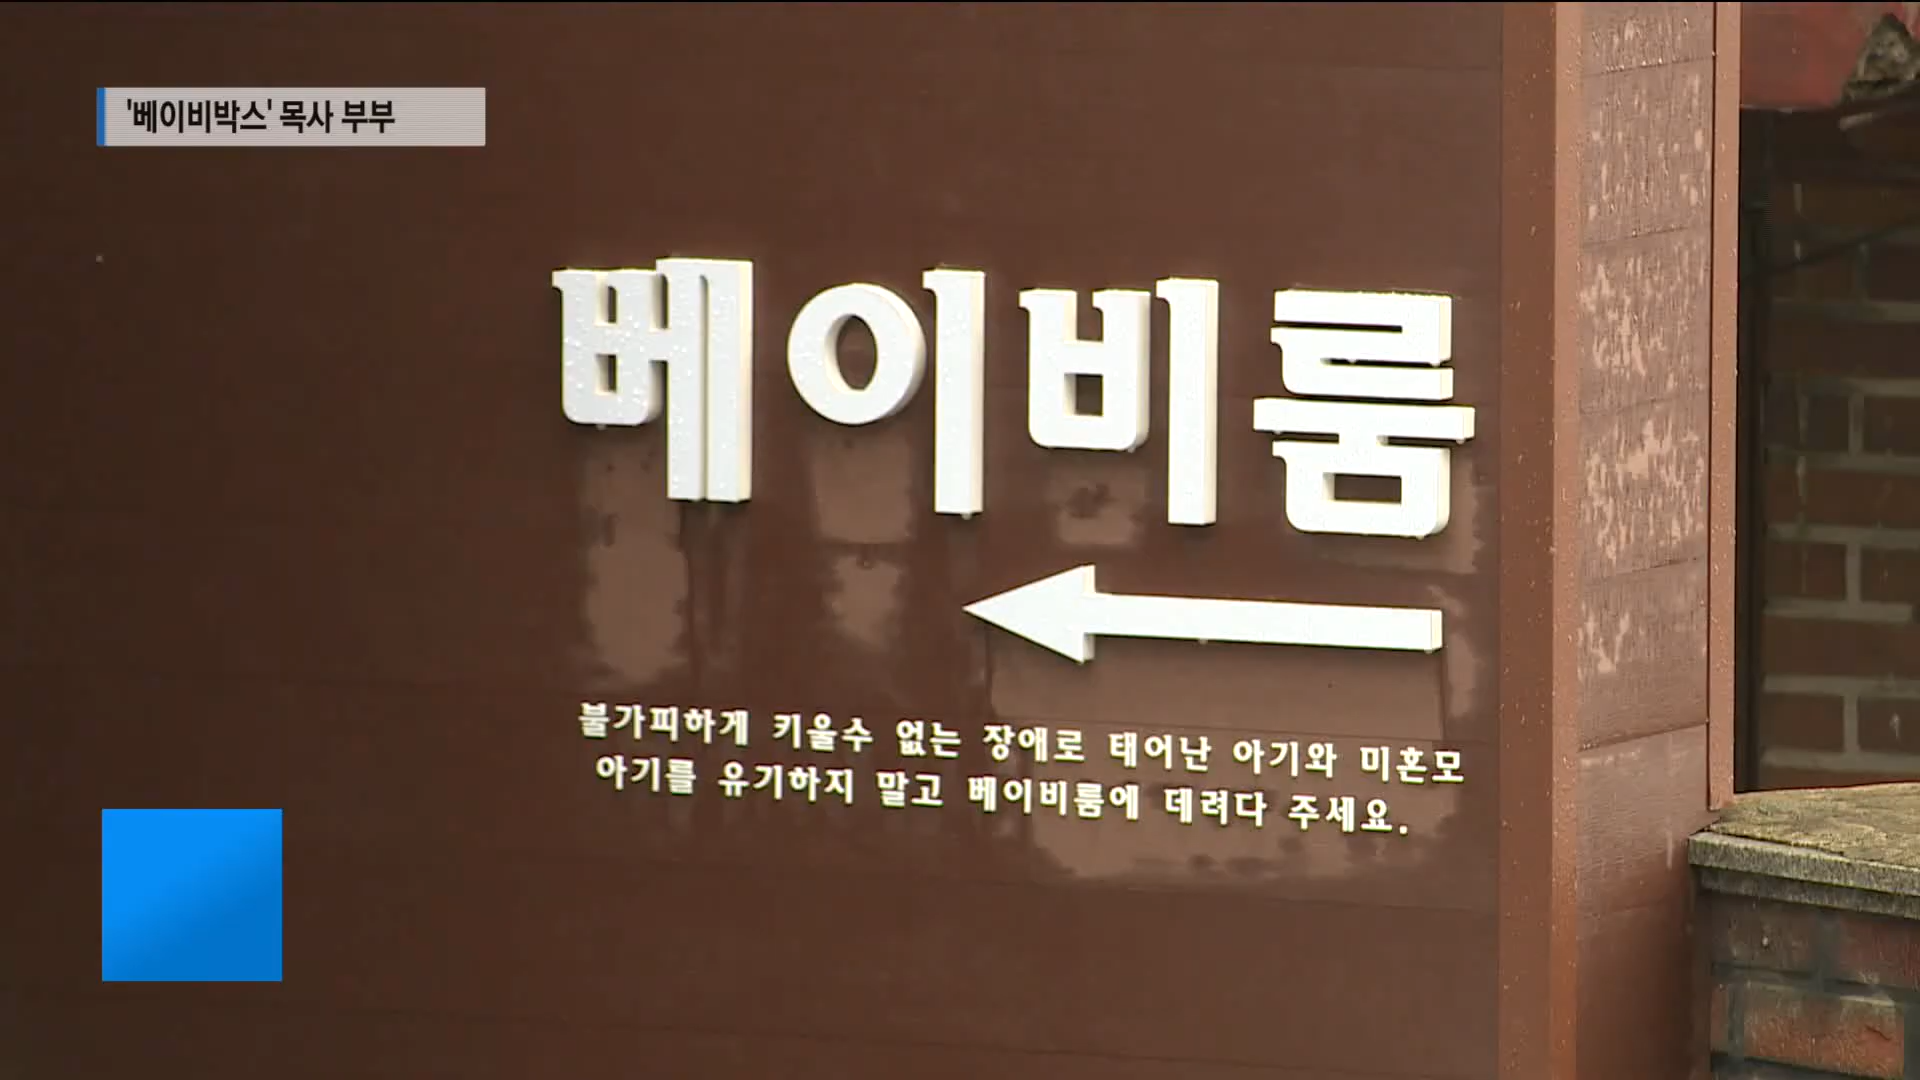 '베이비박스' 목사 부부
베이비룸
불가피하게 키울수 없는 장애로 태어난 아기와 미혼모
아기를 유기하지 말고 베이비룸에 데려다 주세요.